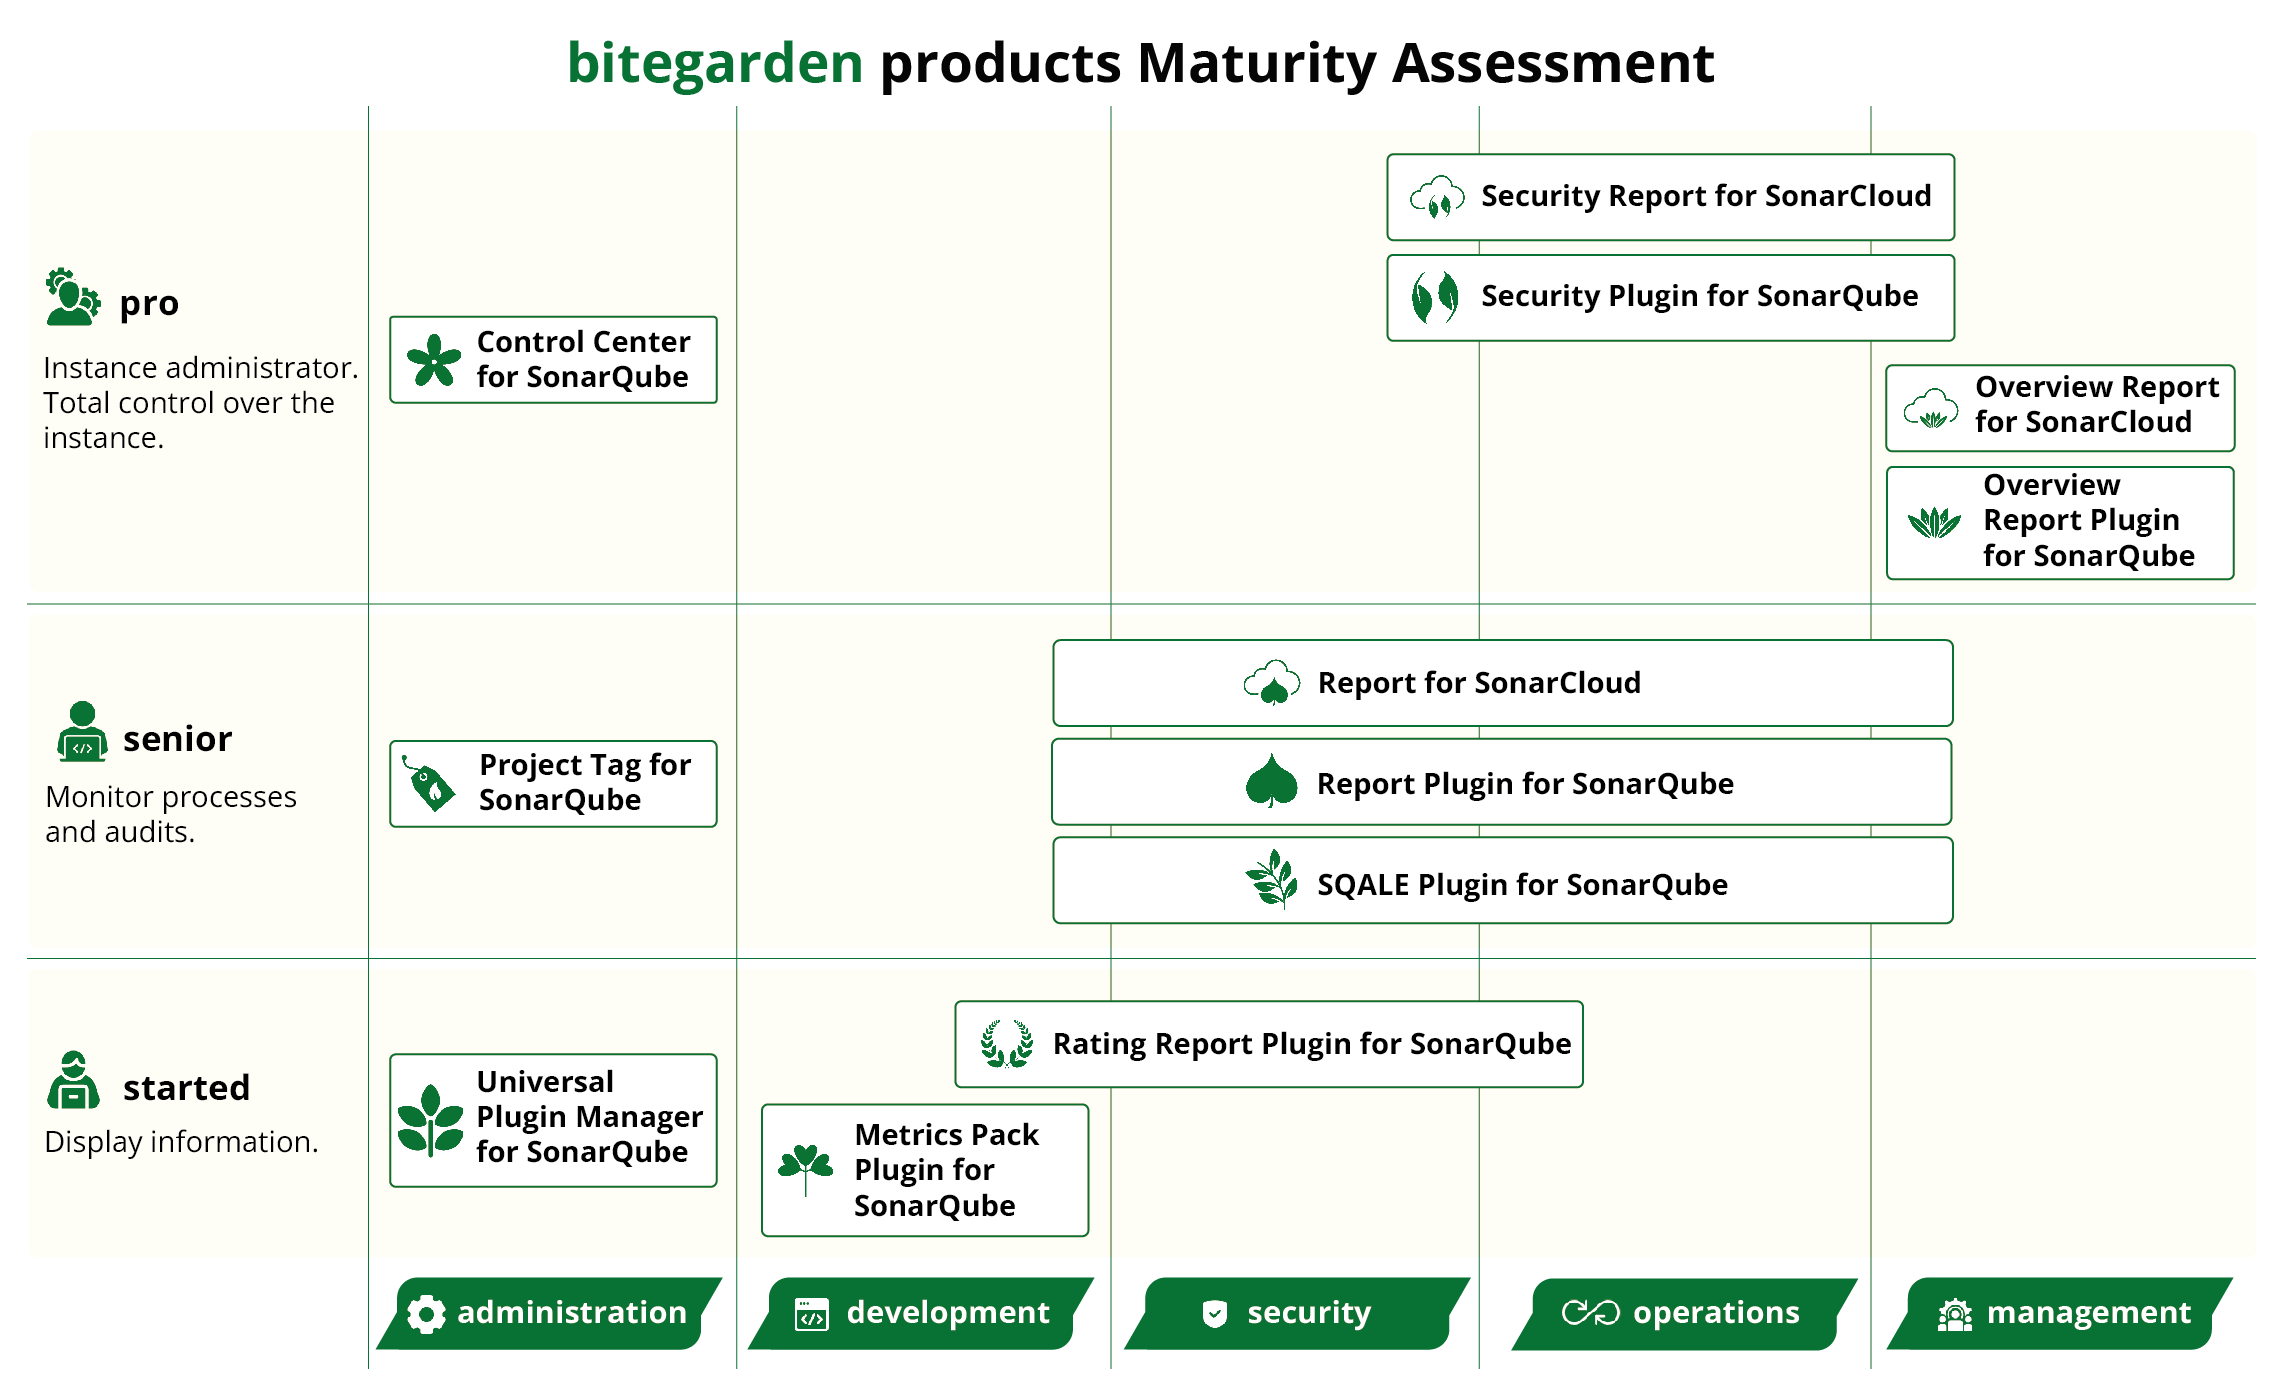 bitegarden products Maturity Assessment
pro
Instance administrator.
Total control over the
instance.
Control Center
for SonarQube
Security Report for SonarCloud
Security Plugin for SonarQube
Overview Report
for SonarCloud
Overview
Report Plugin
for SonarQube
senior
Monitor processes
and audits.
Project Tag for
SonarQube
Report for SonarCloud
Report Plugin for SonarQube
SQALE Plugin for SonarQube
started
Display information.
Universal
Plugin Manager
for SonarQube
Rating Report Plugin for SonarQube
Metrics Pack
Plugin for
SonarQube
administration
development
security
operations
management